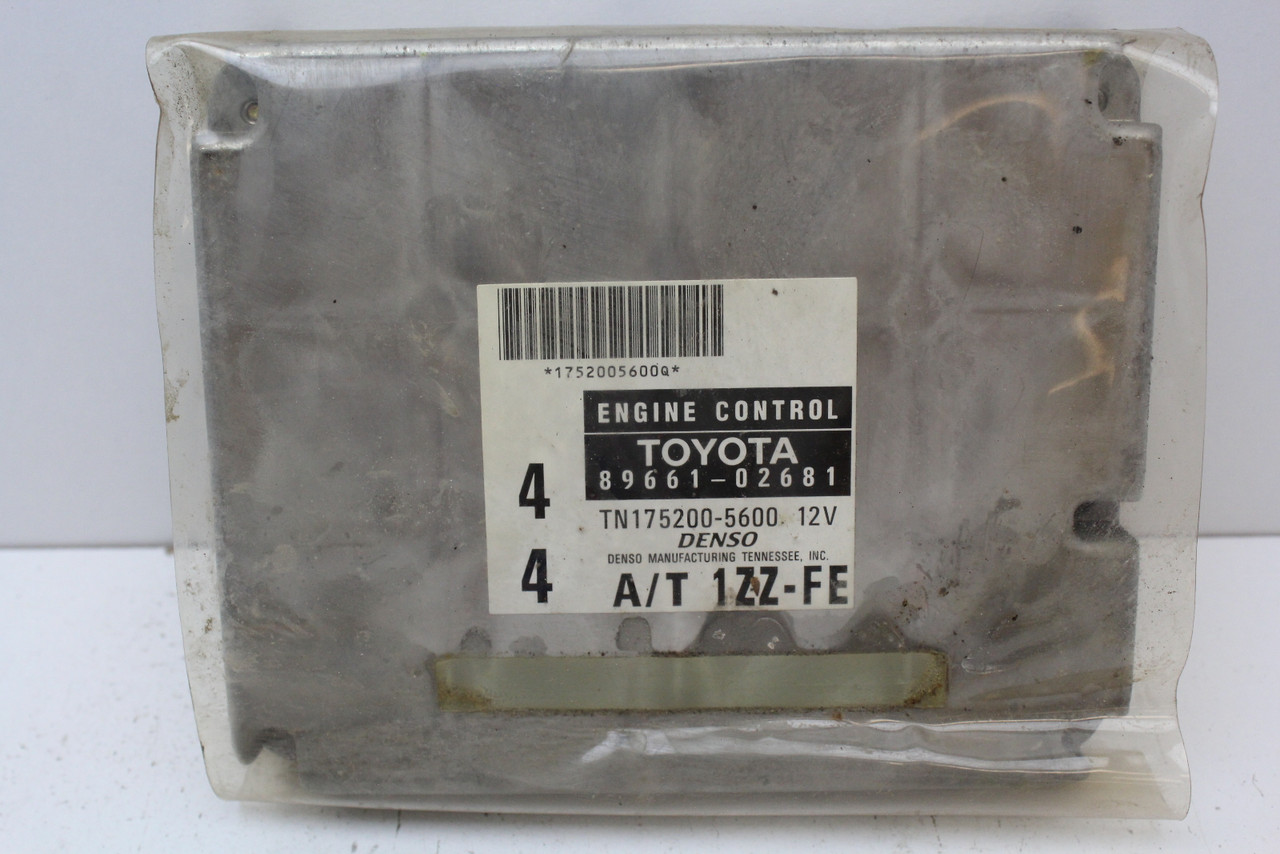 *1752005600Q*
ENGINE CONTROL
TOYOTA
89661-02681
4
TN175200-5600 12V
DENSO
DENSO MANUFACTURING TENNESSEE, INC.
4
A/T 1ZZ-FE